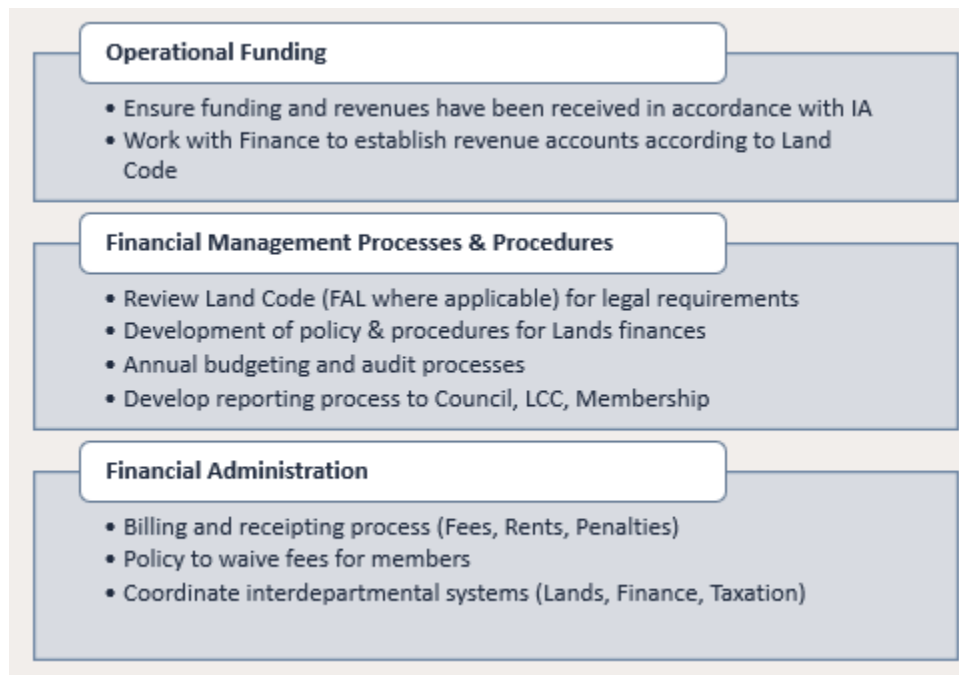 Operational Funding
• Ensure funding and revenues have been received in accordance with IA
• Work with Finance to establish revenue accounts according to Land
Code
Financial Management Processes & Procedures
• Review Land Code (FAL where applicable) for legal requirements
• Development of policy & procedures for Lands finances
• Annual budgeting and audit processes
• Develop reporting process to Council, LCC, Membership
Financial Administration
• Billing and receipting process (Fees, Rents, Penalties)
• Policy to waive fees for members
• Coordinate interdepartmental systems (Lands, Finance, Taxation)